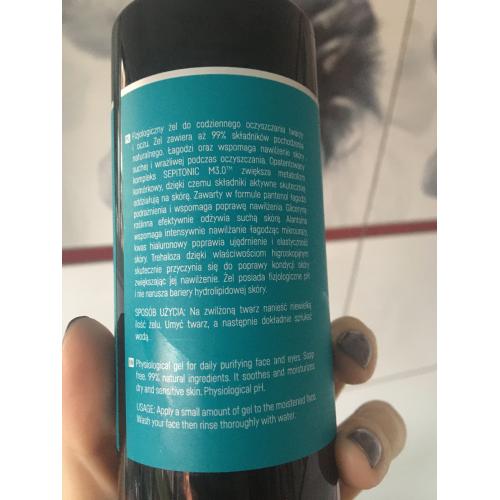 Fizjologiczny żel do codziennego oczyszczania twarzy
i oczu. Żel zawiera aż 99% składników pochodzenia
naturalnego. Łagodzi oraz wspomaga nawilżenie skóry
suchej i wrażliwej podczas oczyszczania. Opatentowany
kompleks SEPITONIC M3.0™ zwiększa metabolizm
komórkowy, dzięki czemu składniki aktywne skuteczniej
oddziałują na skórę. Zawarty w formule pantenol łagodzi
podrażnienia i wspomaga poprawę nawilżenia. Gliceryna
roślinna efektywnie odżywia suchą skórę. Alantoina
wspomaga intensywnie nawilżanie łagodząc mikrourazy,
kwas hialuronowy poprawia ujędrnienie i elastyczność
skóry. Trehaloza dzięki właściwościom higroskopijnym
skutecznie przyczynia się do poprawy kondycji skóry
zwiększając jej nawilżenie. Żel posiada fizjologiczne pH
i nie narusza bariery hydrolipidowej skóry.
SPOSÓB UŻYCIA: Na zwilżoną twarz nanieść niewielką
ilość żelu. Umyć twarz, a następnie dokładnie spłukać
wodą.
Physiological gel for daily purifying face and eyes. Soap
free. 99% natural ingredients. It soothes and moisturizes
dry and sensitive skin. Physiological pH.
USAGE: Apply a small amount of gel to the moistened face.
Wash your face then rinse thoroughly with water.